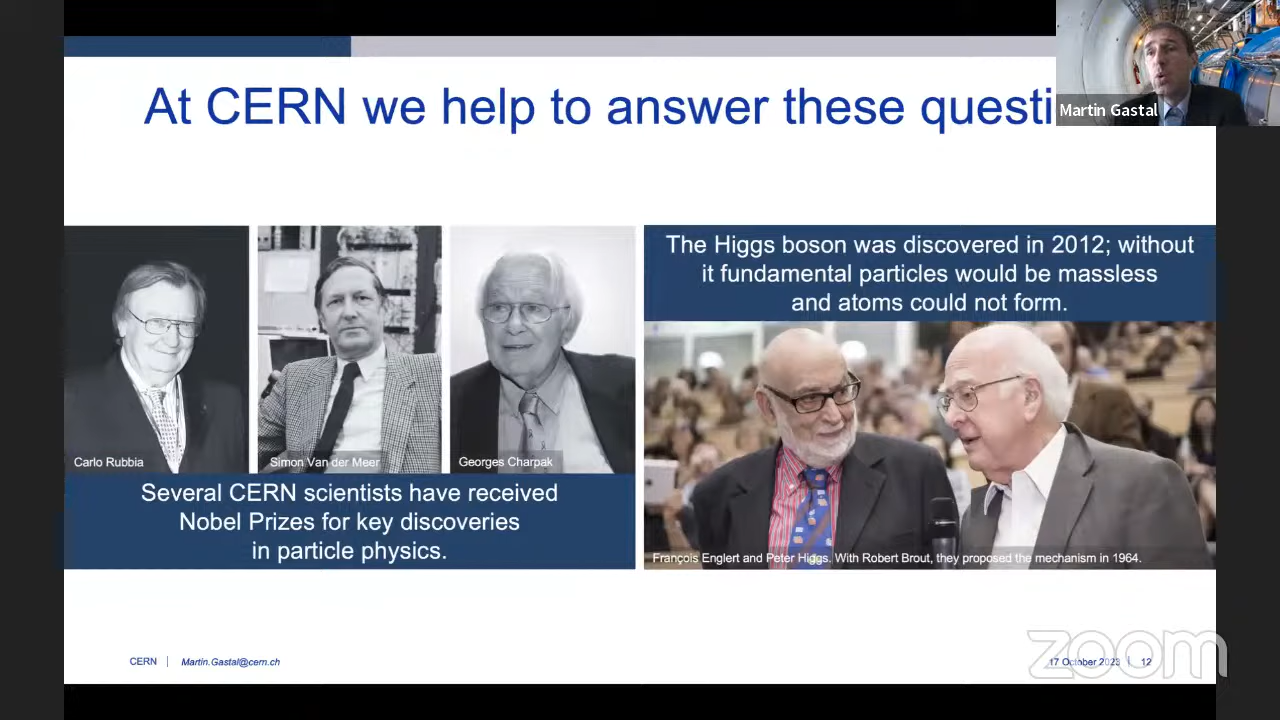 At CERN we help to answer these questi
Martin Gastal
The Higgs boson was discovered in 2012; without
it fundamental particles would be massless
and atoms could not form.
Carlo Rubbia
Simon Van der Meer
Georges Charpak
Several CERN scientists have received
Nobel Prizes for key discoveries
in particle physics.
François Englert and Peter Higgs. With Robert Brout, they proposed the mechanism in 1964.
CERN
Martin.Gastal@cern.ch
17 October 2023
12
zoom